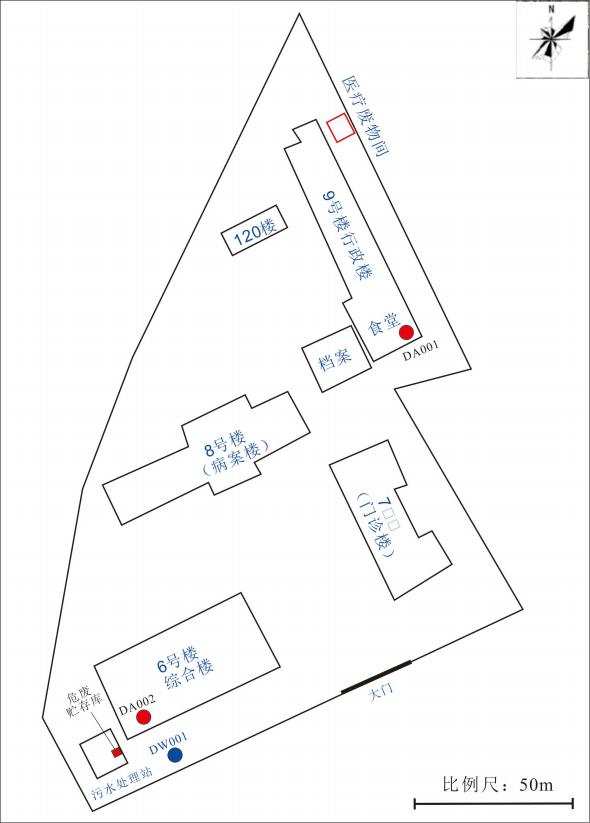 N
医疗废物间
9号楼行政楼
120楼
食堂
DA001
档案
8号楼
（病案楼）
7□□
（门诊楼）
6号楼
综合楼
危废
贮存库
DA002
DW001
大门
污水处理站
比例尺：50m